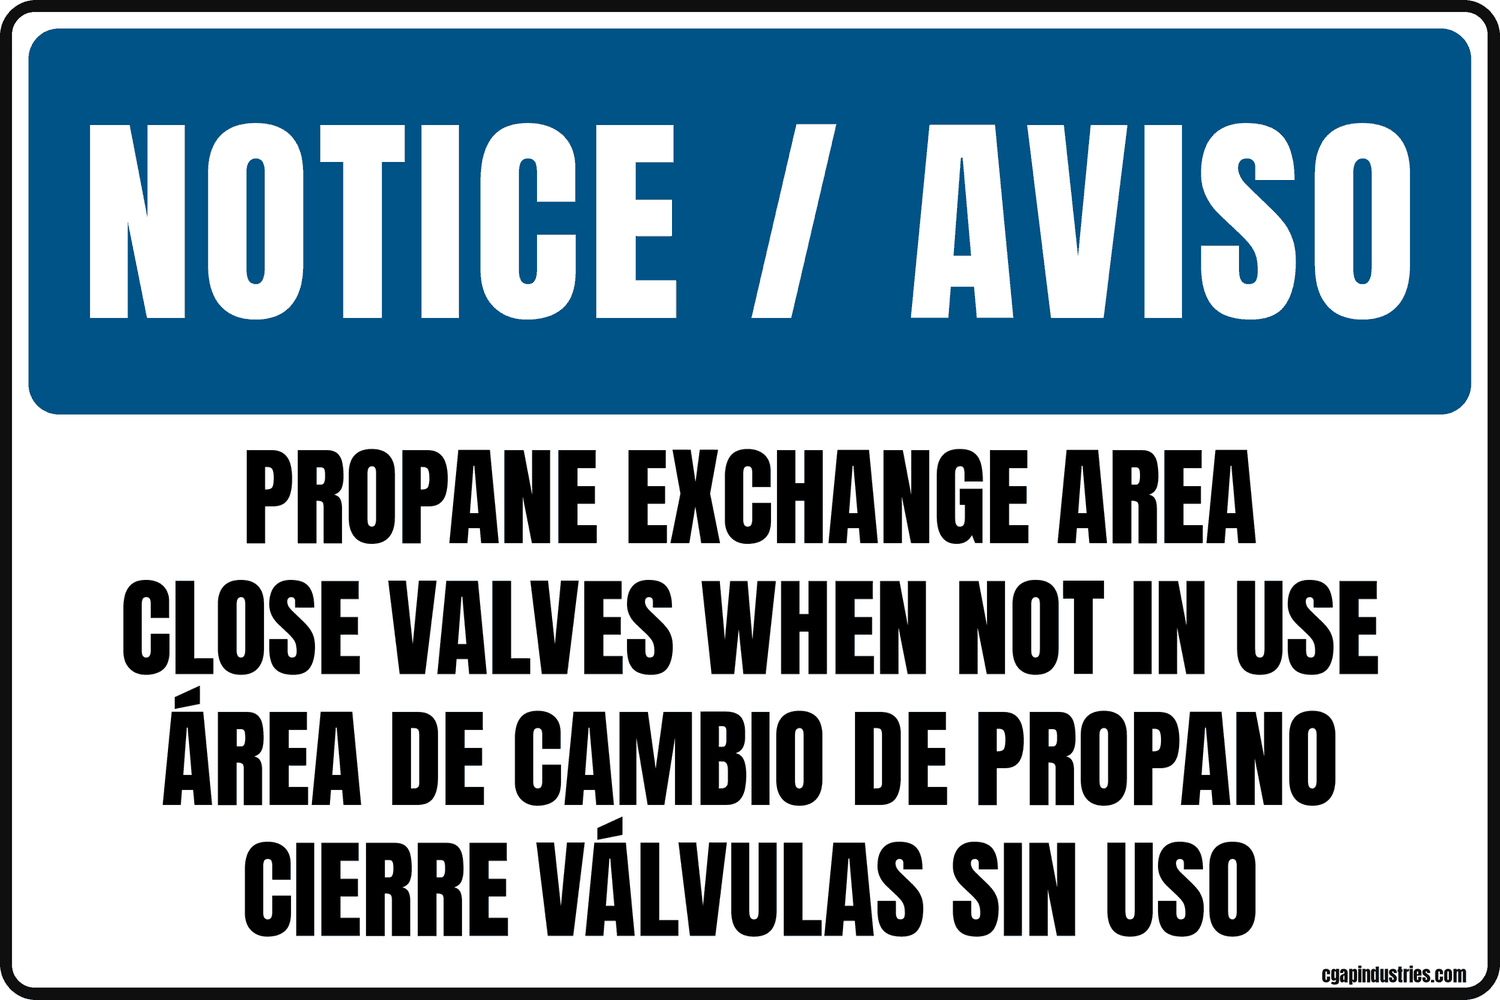 NOTICE / AVISO
PROPANE EXCHANGE AREA
CLOSE VALVES WHEN NOT IN USE
ÁREA DE CAMBIO DE PROPANO
CIERRE VÁLVULAS SIN USO
cgapindustries.com